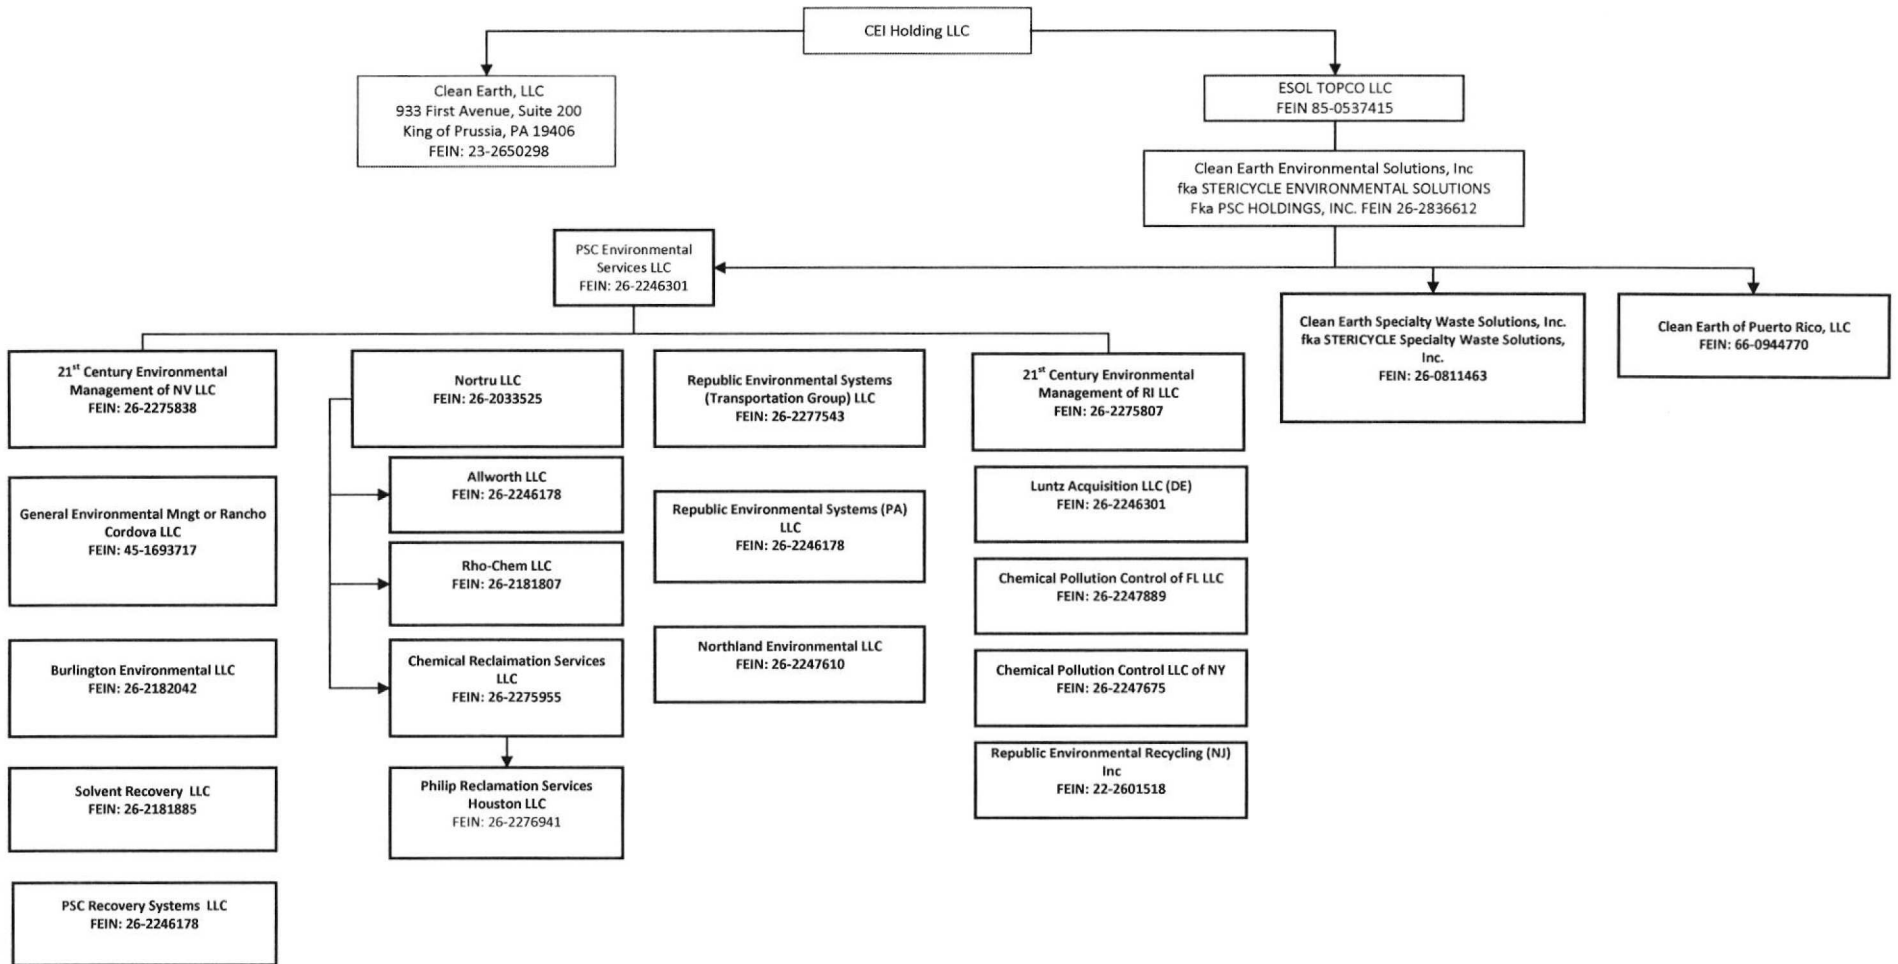 CEI Holding LLC
Clean Earth, LLC
933 First Avenue, Suite 200
King of Prussia, PA 19406
FEIN: 23-2650298
ESOL TOPCO LLC
FEIN 85-0537415
Clean Earth Environmental Solutions, Inc
fka STERICYCLE ENVIRONMENTAL SOLUTIONS
Fka PSC HOLDINGS, INC. FEIN 26-2836612
PSC Environmental
Services LLC
FEIN: 26-2246301
Clean Earth Specialty Waste Solutions, Inc.
fka STERICYCLE Specialty Waste Solutions,
Inc.
FEIN: 26-0811463
Clean Earth of Puerto Rico, LLC
FEIN: 66-0944770
21st Century Environmental
Management of NV LLC
FEIN: 26-2275838
General Environmental Mngt or Rancho
Cordova LLC
FEIN: 45-1693717
Burlington Environmental LLC
FEIN: 26-2182042
Solvent Recovery LLC
FEIN: 26-2181885
PSC Recovery Systems LLC
FEIN: 26-2246178
Nortru LLC
FEIN: 26-2033525
Allworth LLC
FEIN: 26-2246178
Rho-Chem LLC
FEIN: 26-2181807
Chemical Reclaimation Services
LLC
FEIN: 26-2275955
Philip Reclamation Services
Houston LLC
FEIN: 26-2276941
Republic Environmental Systems
(Transportation Group) LLC
FEIN: 26-2277543
Republic Environmental Systems (PA)
LLC
FEIN: 26-2246178
Northland Environmental LLC
FEIN: 26-2247610
21st Century Environmental
Management of RI LLC
FEIN: 26-2275807
Luntz Acquisition LLC (DE)
FEIN: 26-2246301
Chemical Pollution Control of FL LLC
FEIN: 26-2247889
Chemical Pollution Control LLC of NY
FEIN: 26-2247675
Republic Environmental Recycling (NJ)
Inc
FEIN: 22-2601518